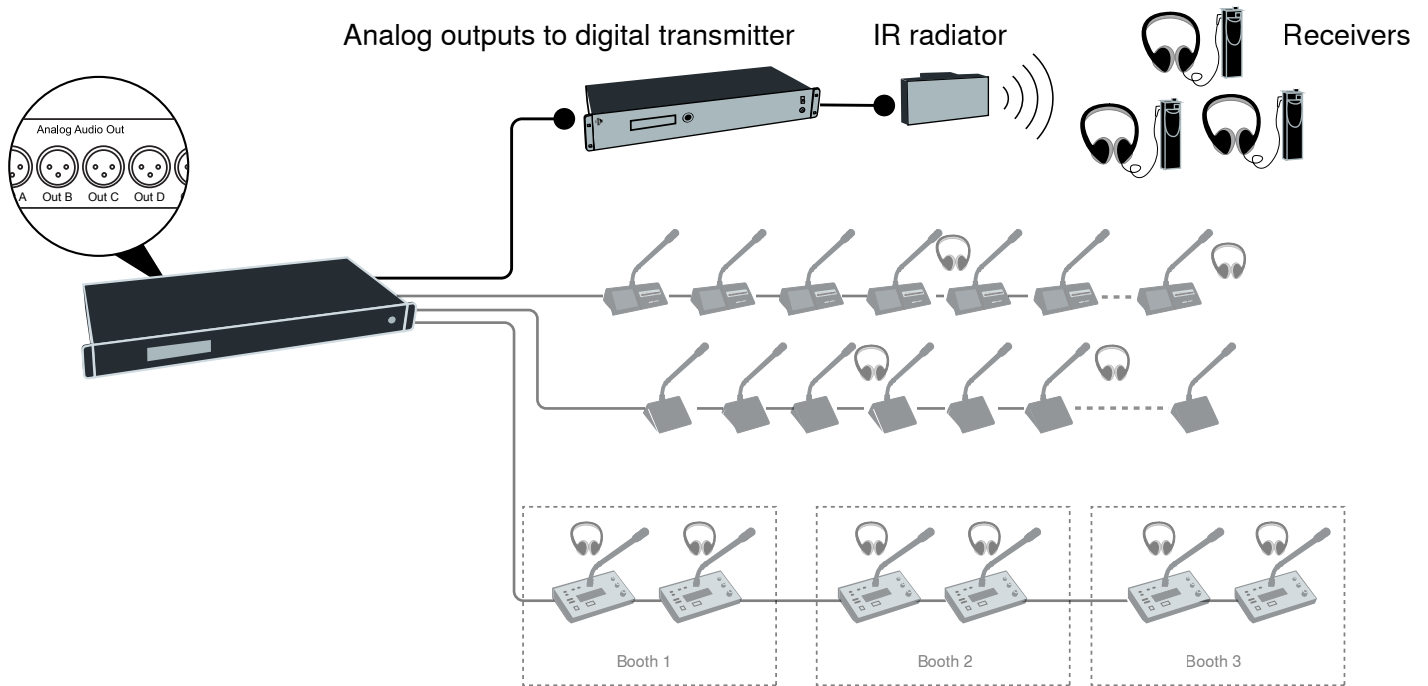 Analog outputs to digital transmitter
IR radiator
Receivers
Analog Audio Out
A
Out B
Out C
Out D
Booth 1
Booth 2
Booth 3